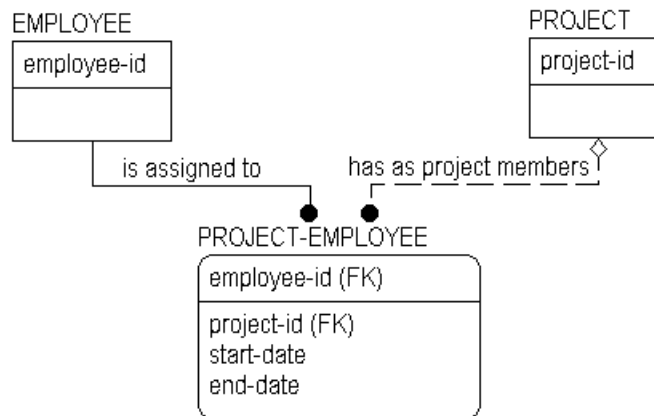 EMPLOYEE
employee-id
PROJECT
project-id
is assigned to
has as project members
PROJECT-EMPLOYEE
employee-id (FK)
project-id (FK)
start-date
end-date